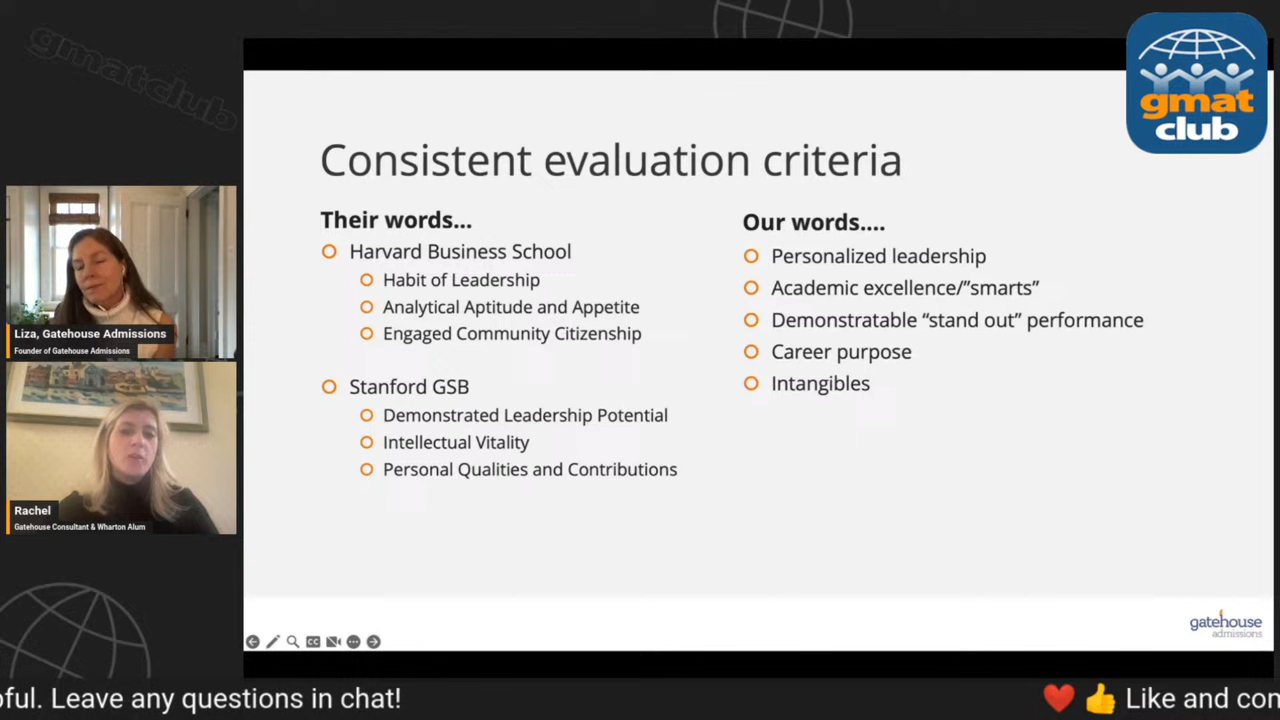 gmatclub
gmat
club
Consistent evaluation criteria
Their words...
Harvard Business School
Habit of Leadership
Analytical Aptitude and Appetite
Engaged Community Citizenship
Stanford GSB
Demonstrated Leadership Potential
Intellectual Vitality
Personal Qualities and Contributions
Our words....
Personalized leadership
Academic excellence/”smarts”
Demonstratable “stand out” performance
Career purpose
Intangibles
Liza, Gatehouse Admissions
Founder of Gatehouse Admissions
Rachel
Gatehouse Consultant & Wharton Alum
CC
gatehouse
admissions
pful. Leave any questions in chat!
❤️ 👍 Like and con